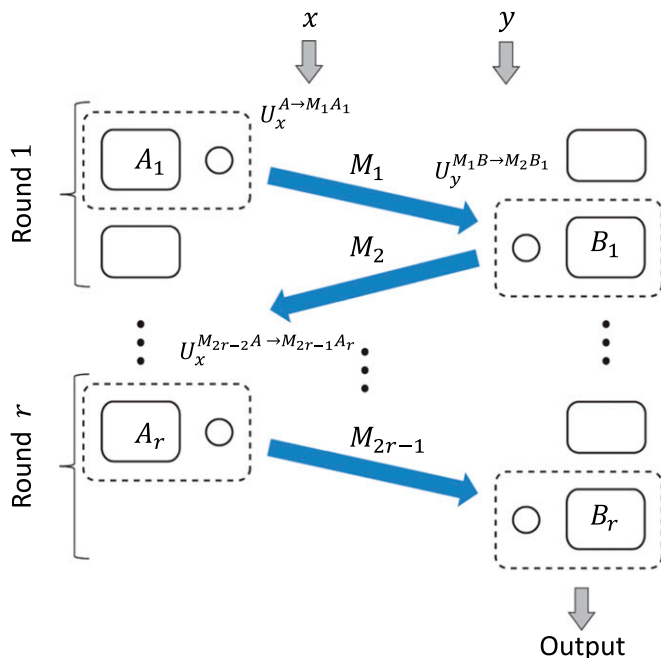 x
y
U_x^{A→M_1A_1}
Round 1
A_1
M_1
U_y^{M_1B→M_2B_1}
M_2
B_1
U_x^{M_{2r-2}A→M_{2r-1}A_r}
Round r
A_r
M_{2r-1}
B_r
Output